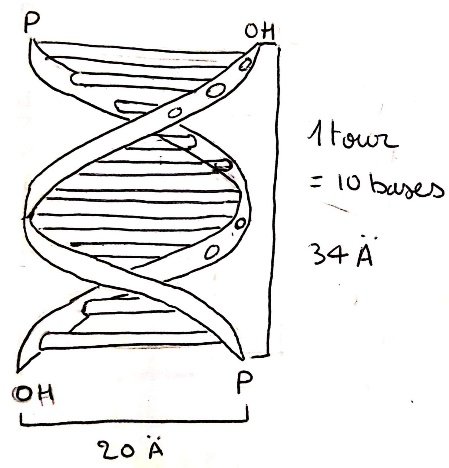 P
OH
1 tour
= 10 bases
34 Ä
OH
P
20 Ä